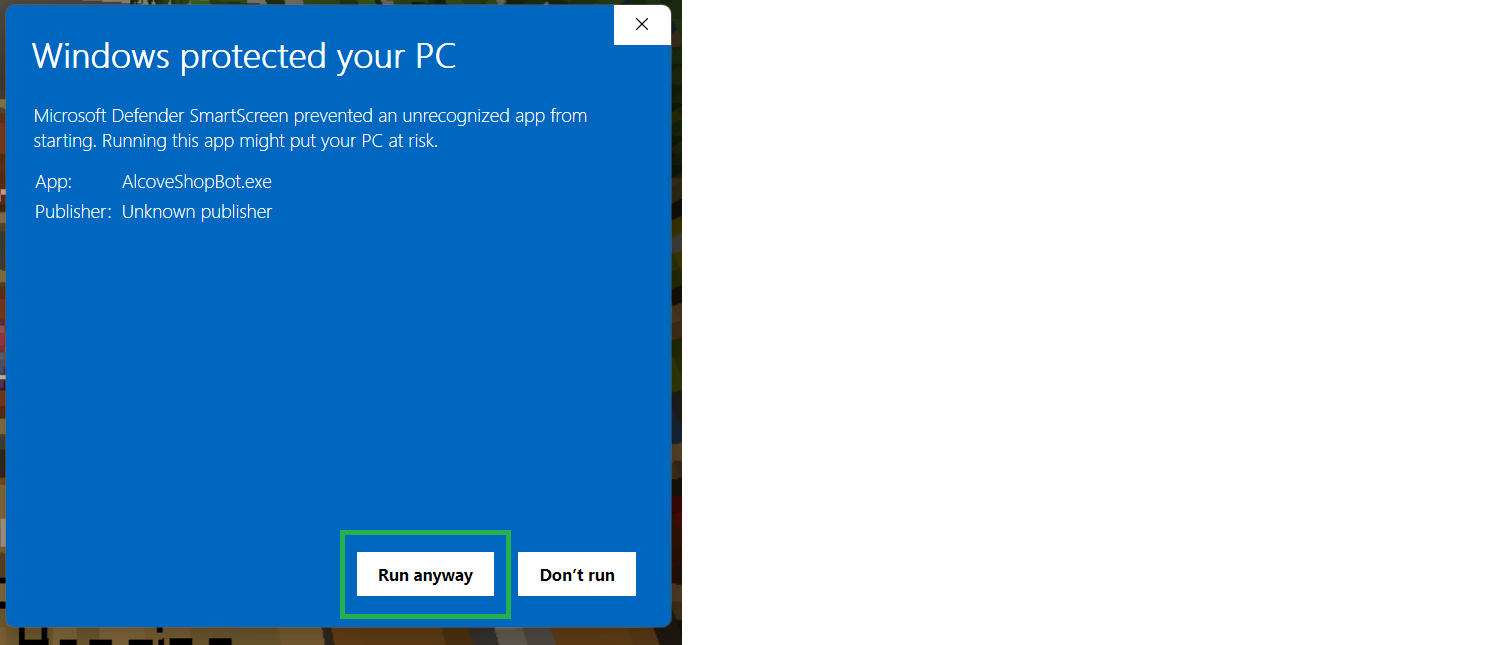 Windows protected your PC
Microsoft Defender SmartScreen prevented an unrecognized app from
starting. Running this app might put your PC at risk.
App: AlcoveShopBot.exe
Publisher: Unknown publisher
Run anyway Don’t run